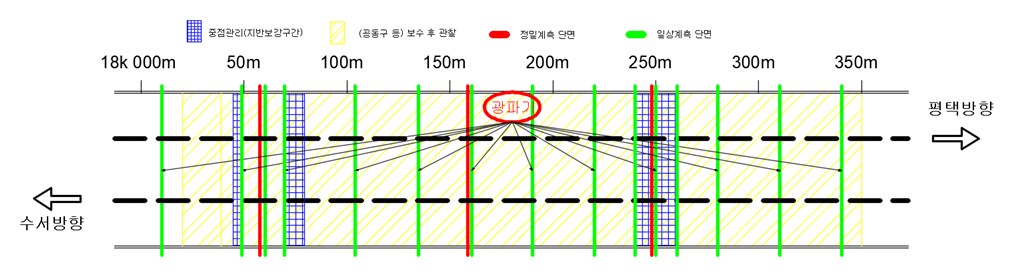 중점관리(지반보강구간)
(공동구 등) 보수 후 관찰
정밀계측 단면
일상계측 단면
18k 000m 50m 100m 150m 200m 250m 300m 350m
광파기
평택방향
수서방향